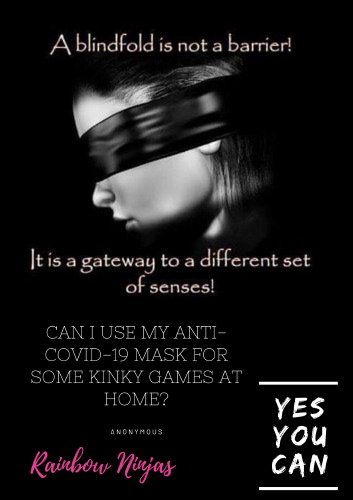 A blindfold is not a barrier!
It is a gateway to a different set
of senses!
CAN I USE MY ANTI-
COVID-19 MASK FOR
SOME KINKY GAMES AT
HOME?
ANONYMOUS
Rainbow Ninjas
YES
YOU
CAN